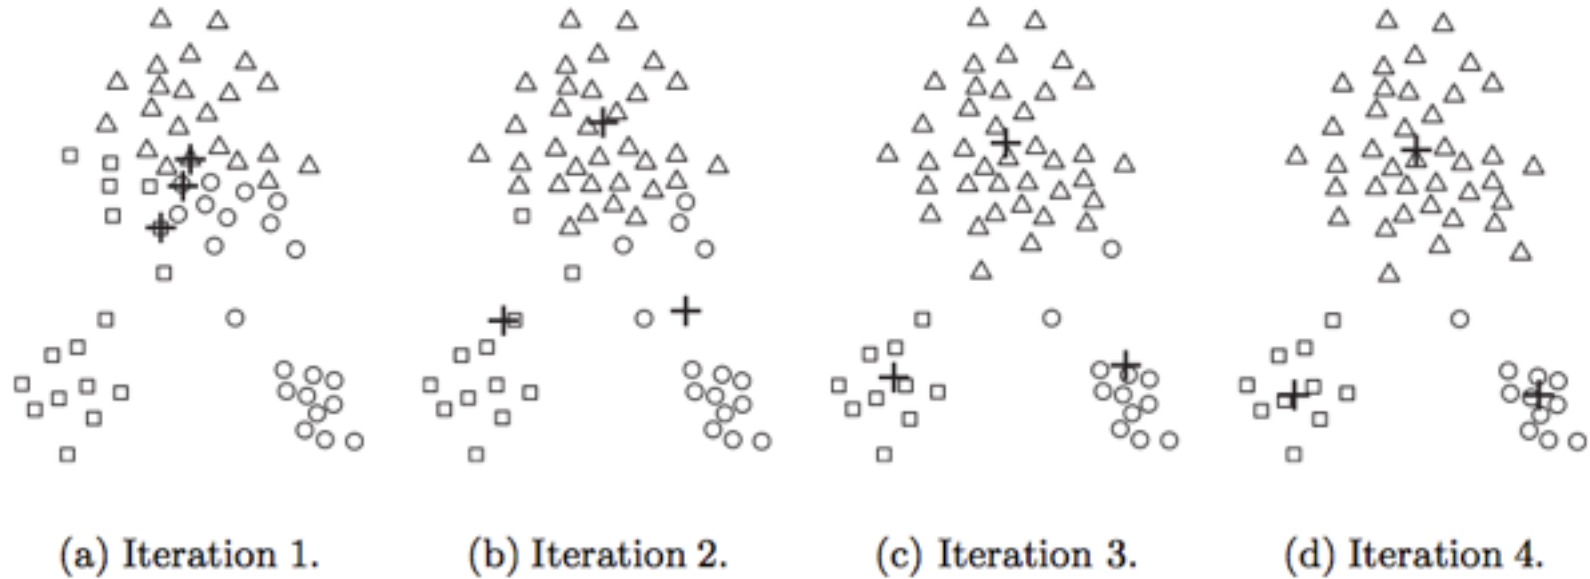 (a) Iteration 1.
(b) Iteration 2.
(c) Iteration 3.
(d) Iteration 4.